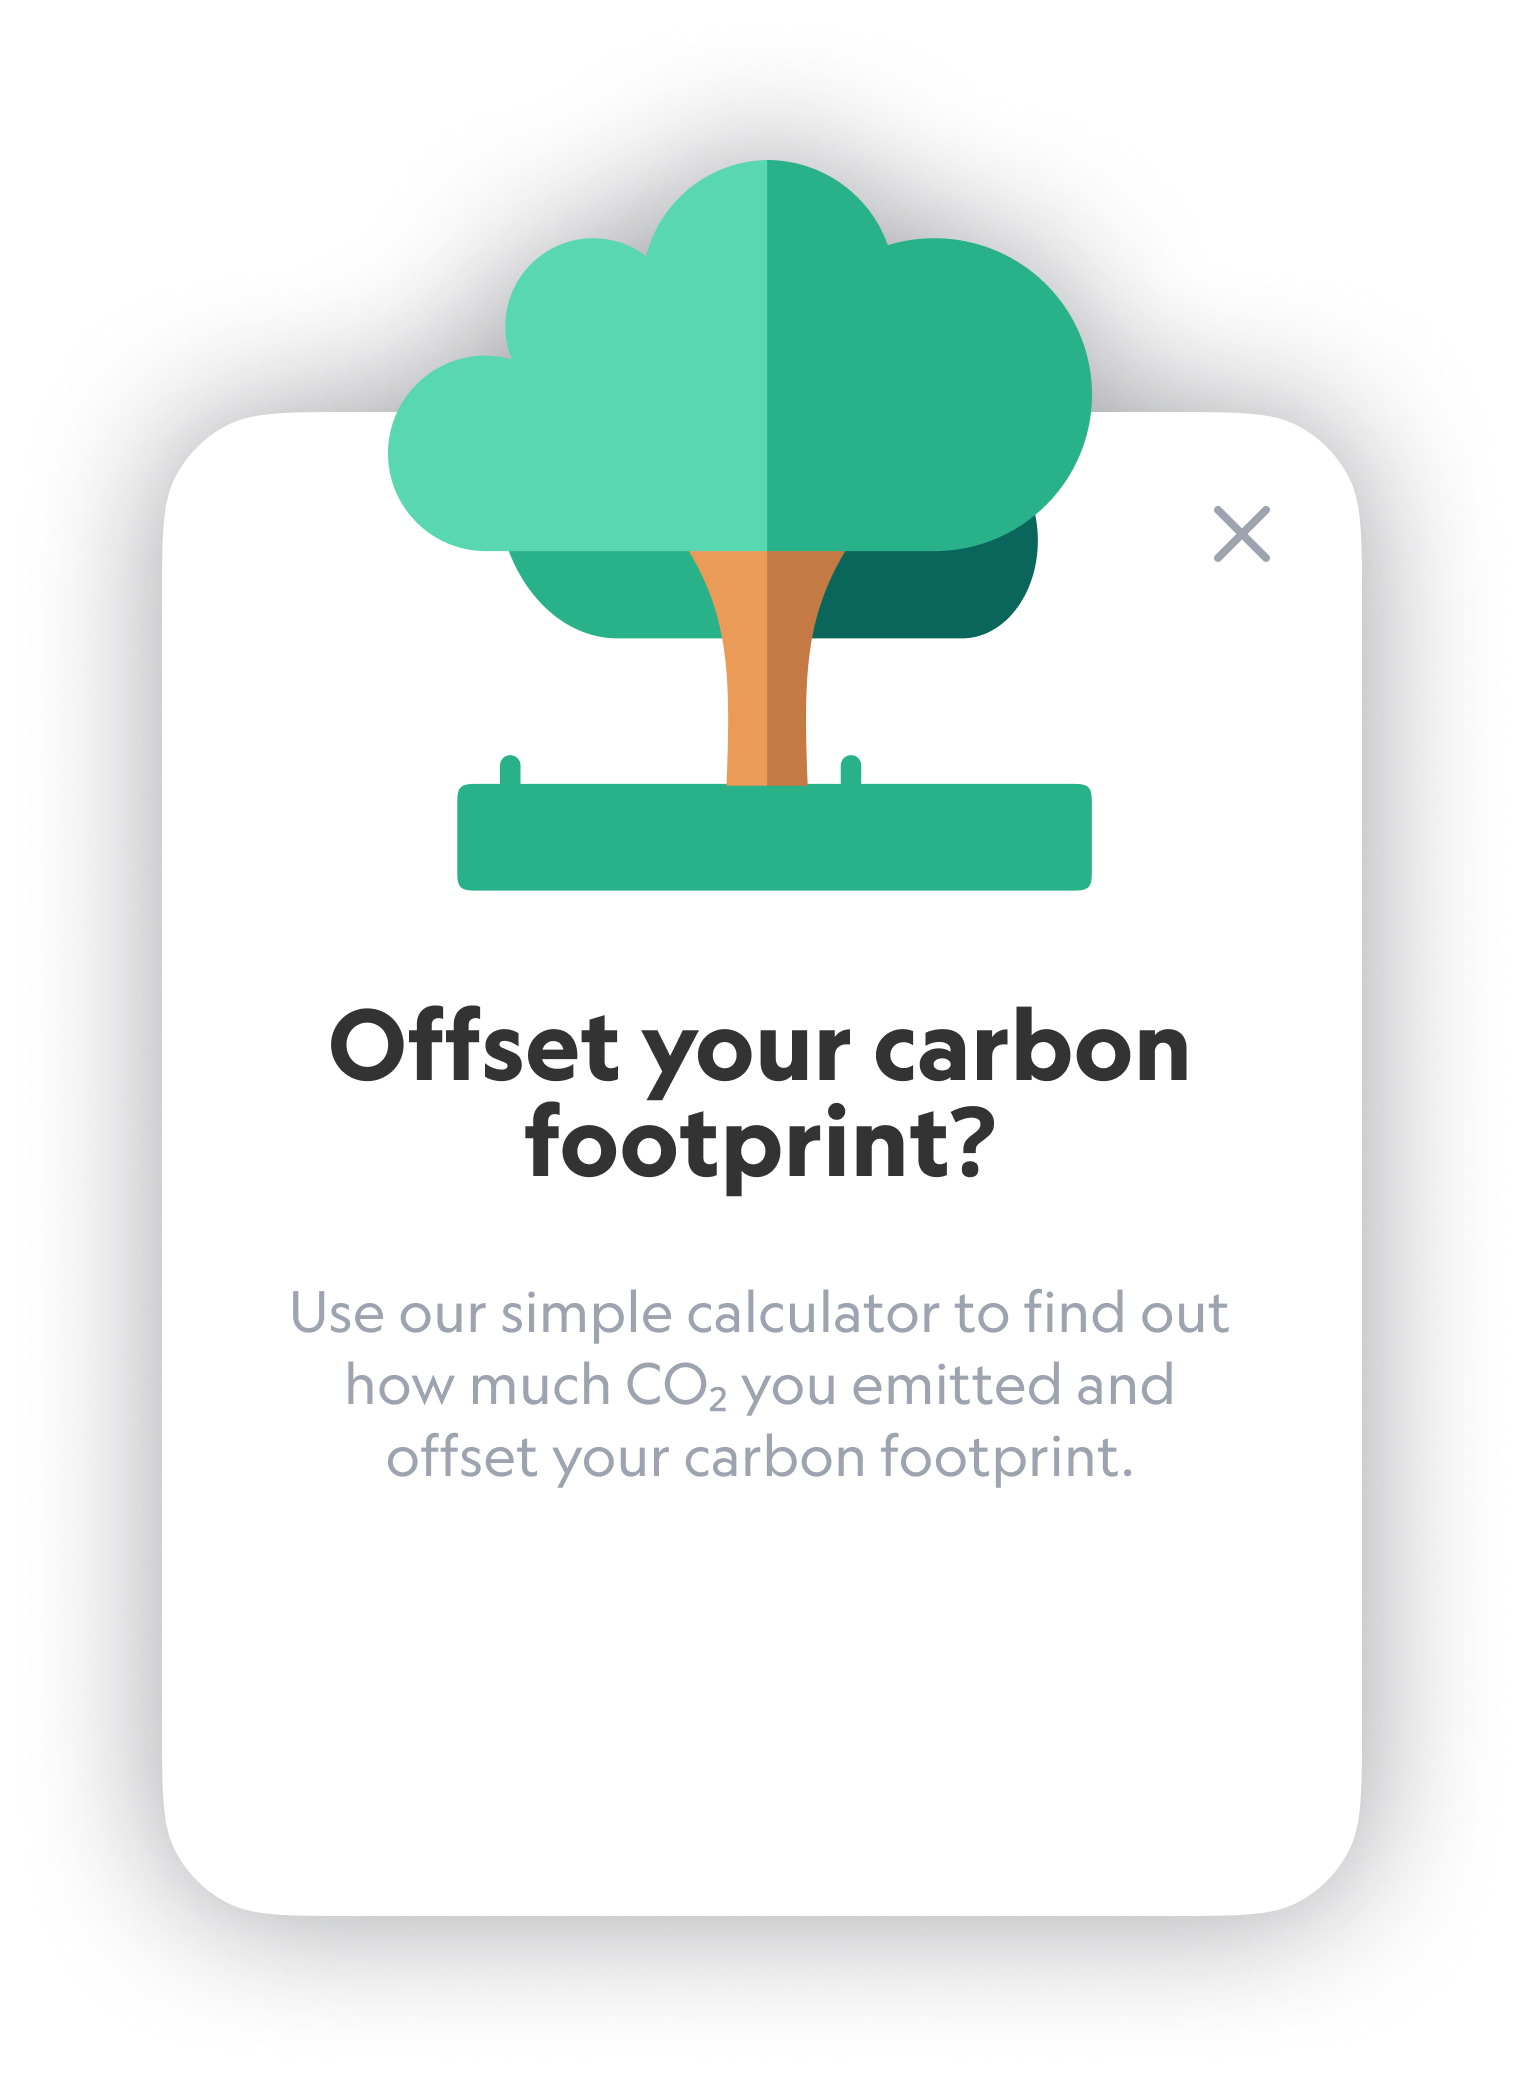 Offset your carbon
footprint?
Use our simple calculator to find out
how much CO₂ you emitted and
offset your carbon footprint.